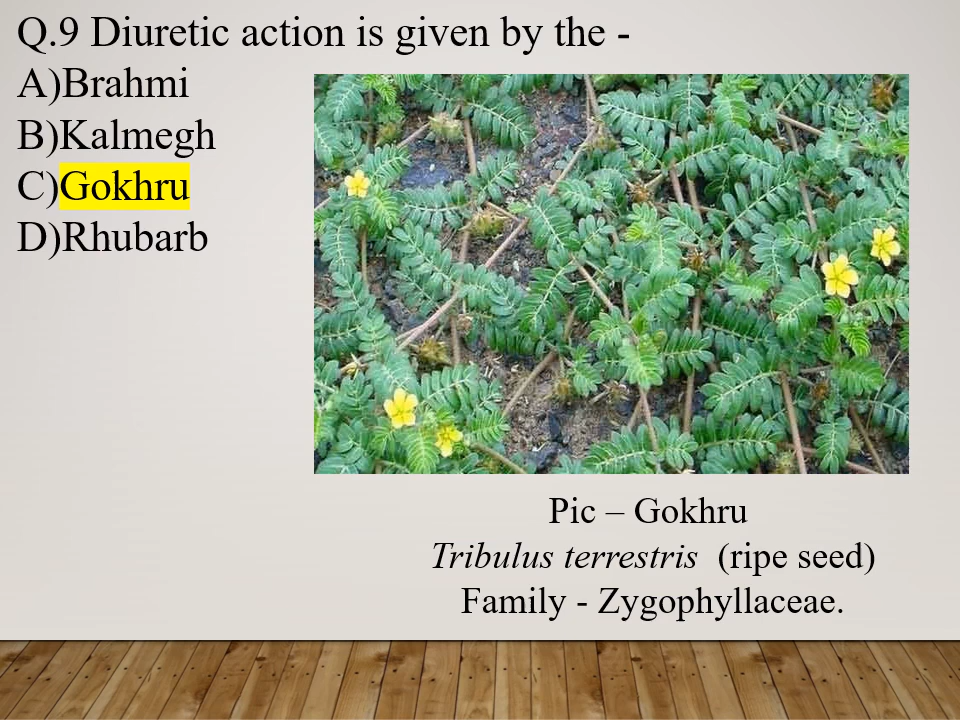 Q.9 Diuretic action is given by the -
A)Brahmi
B)Kalmegh
C)Gokhru
D)Rhubarb
Pic – Gokhru
Tribulus terrestris (ripe seed)
Family - Zygophyllaceae.